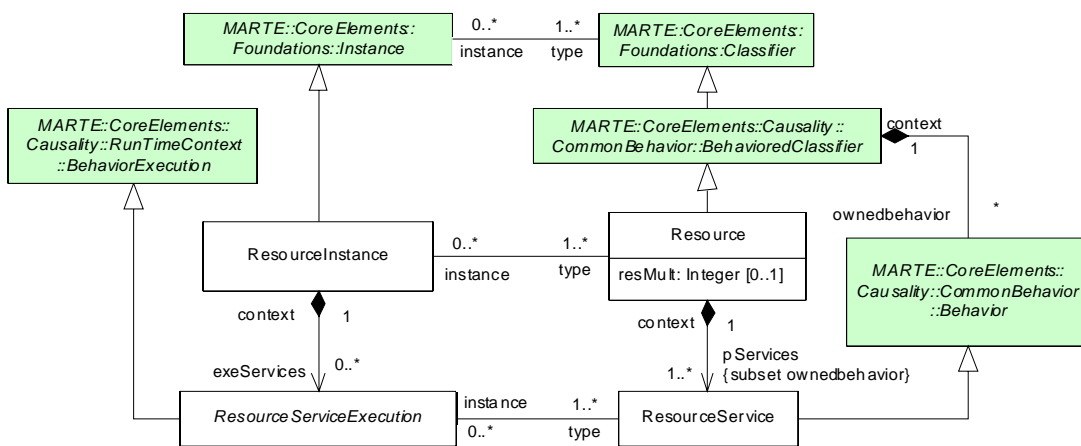 MARTE::CoreElements::
Foundations::Instance
0..*
1..*
instance
type
MARTE::CoreElements::
Foundations::Classifier
MARTE::CoreElements::
Causality::RunTimeContext
::BehaviorExecution
MARTE::CoreElements::Causality::
CommonBehavior::BehavioredClassifier
context
1
ownedbehavior
*
ResourceInstance
0..*
1..*
instance
type
Resource
resMult: Integer [0..1]
MARTE::CoreElements::
Causality::CommonBehavior
::Behavior
context
1
context
1
exeServices
0..*
1..*
pServices
{subset ownedbehavior}
ResourceServiceExecution
instance
0..*
1..*
type
ResourceService